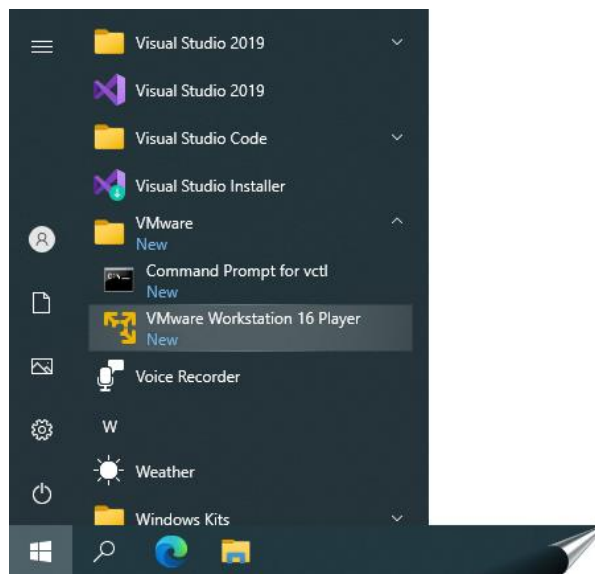 Visual Studio 2019
Visual Studio 2019
Visual Studio Code
Visual Studio Installer
VMware
New
Command Prompt for vctl
New
VMware Workstation 16 Player
New
Voice Recorder
W
Weather
Windows Kits